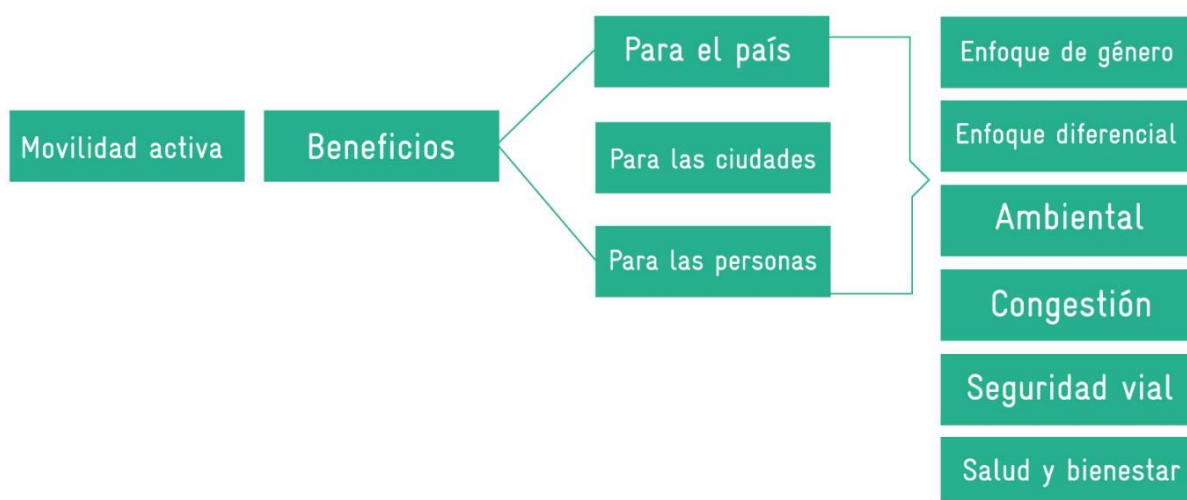 Movilidad activa
Beneficios
Para el país
Para las ciudades
Para las personas
Enfoque de género
Enfoque diferencial
Ambiental
Congestión
Seguridad vial
Salud y bienestar